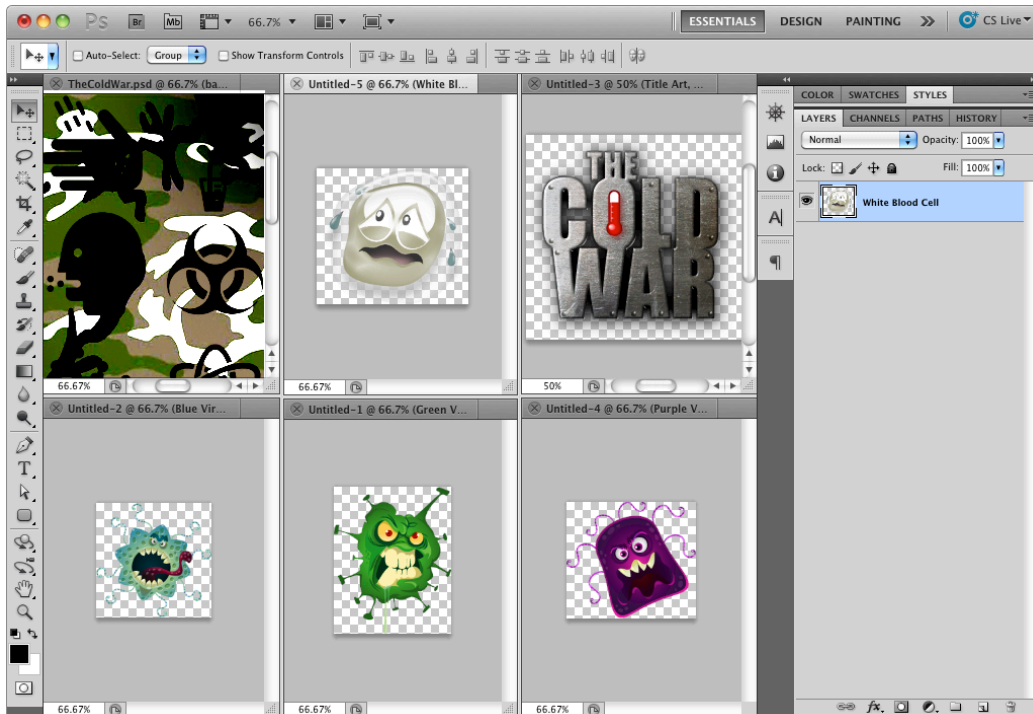 Ps Br Mb 66.7% ESSENTIALS DESIGN PAINTING CS Live
Auto-Select: Group Show Transform Controls
TheColdWar.psd @ 66.7% (ba...
Untitled-5 @ 66.7% (White Bl...
Untitled-3 @ 50% (Title Art, ...
COLOR SWATCHES STYLES
LAYERS CHANNELS PATHS HISTORY
Normal Opacity: 100%
Lock: Fill: 100%
White Blood Cell
THE
COLD
WAR
66.67%
66.67%
50%
Untitled-2 @ 66.7% (Blue Vir...
Untitled-1 @ 66.7% (Green V...
Untitled-4 @ 66.7% (Purple V...
66.67%
66.67%
66.67%